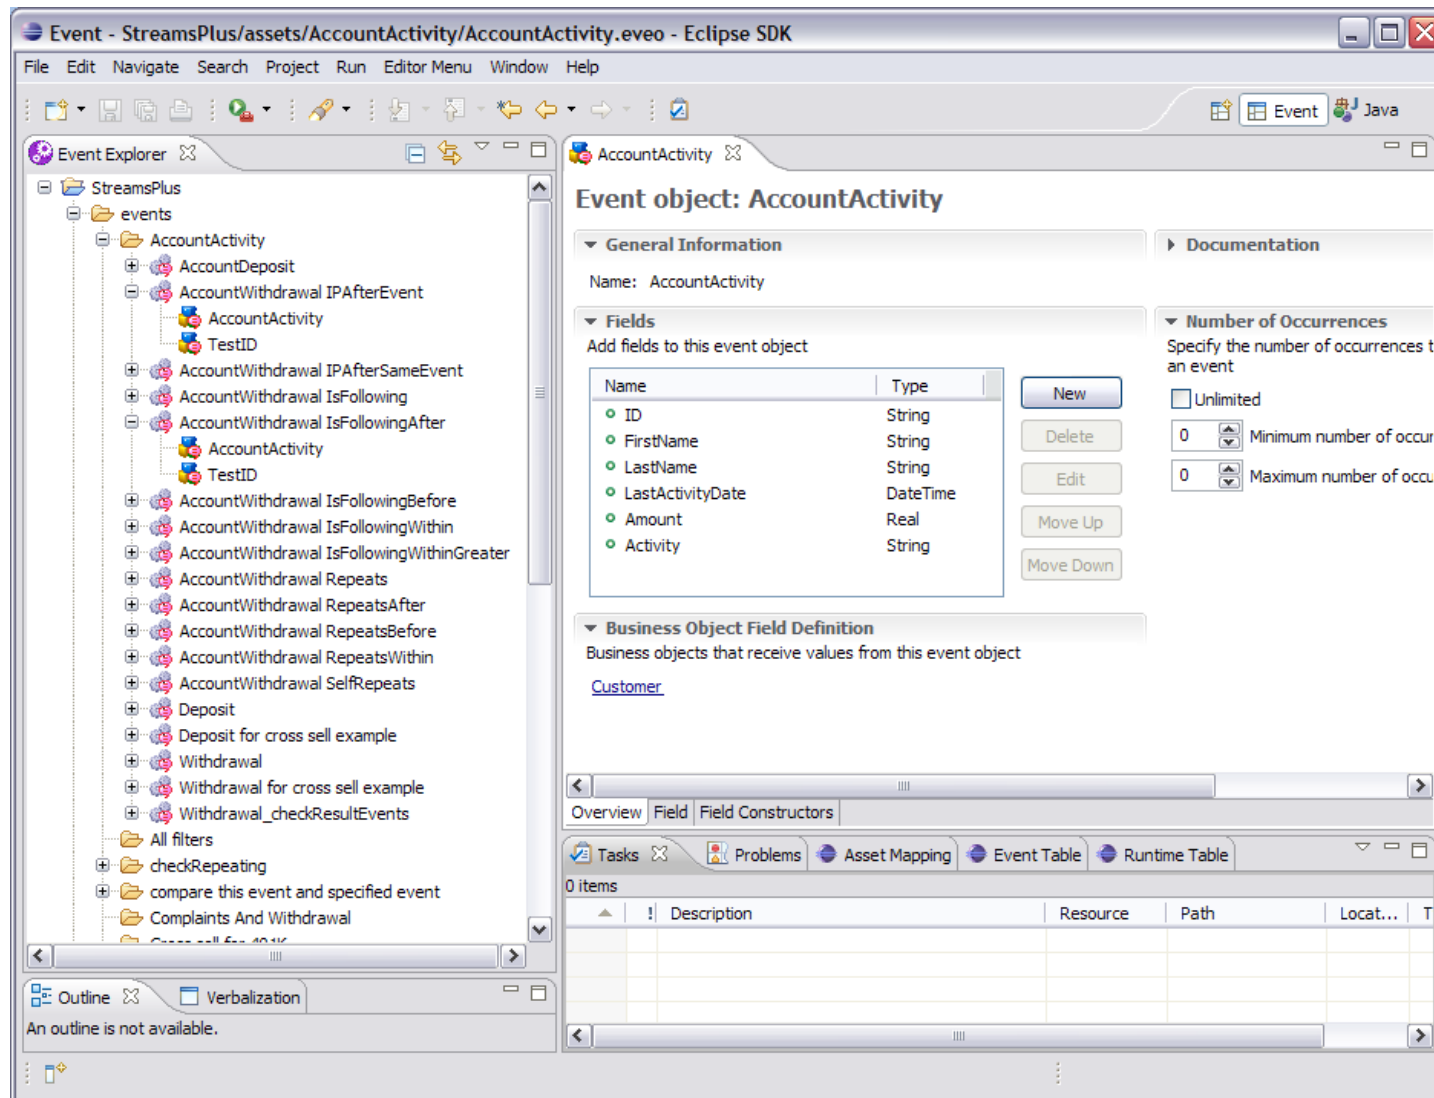 Event - StreamsPlus/assets/AccountActivity/AccountActivity.eveo - Eclipse SDK
File Edit Navigate Search Project Run Editor Menu Window Help
Event Java
Event Explorer
StreamsPlus
events
AccountActivity
AccountDeposit
AccountWithdrawal IPAfterEvent
AccountActivity
TestID
AccountWithdrawal IPAfterSameEvent
AccountWithdrawal IsFollowing
AccountWithdrawal IsFollowingAfter
AccountActivity
TestID
AccountWithdrawal IsFollowingBefore
AccountWithdrawal IsFollowingWithin
AccountWithdrawal IsFollowingWithinGreater
AccountWithdrawal Repeats
AccountWithdrawal RepeatsAfter
AccountWithdrawal RepeatsBefore
AccountWithdrawal RepeatsWithin
AccountWithdrawal SelfRepeats
Deposit
Deposit for cross sell example
Withdrawal
Withdrawal for cross sell example
Withdrawal_checkResultEvents
All filters
checkRepeating
compare this event and specified event
Complaints And Withdrawal
Cross sell for 401K
Outline Verbalization
An outline is not available.
AccountActivity
Event object: AccountActivity
General Information
Name: AccountActivity
Fields
Add fields to this event object
Name Type
ID String
FirstName String
LastName String
LastActivityDate DateTime
Amount Real
Activity String
New
Delete
Edit
Move Up
Move Down
Business Object Field Definition
Business objects that receive values from this event object
Customer
Documentation
Number of Occurrences
Specify the number of occurrences t
an event
Unlimited
0 Minimum number of occur
0 Maximum number of occu
Overview Field Field Constructors
Tasks Problems Asset Mapping Event Table Runtime Table
0 items
! Description Resource Path Locat... T